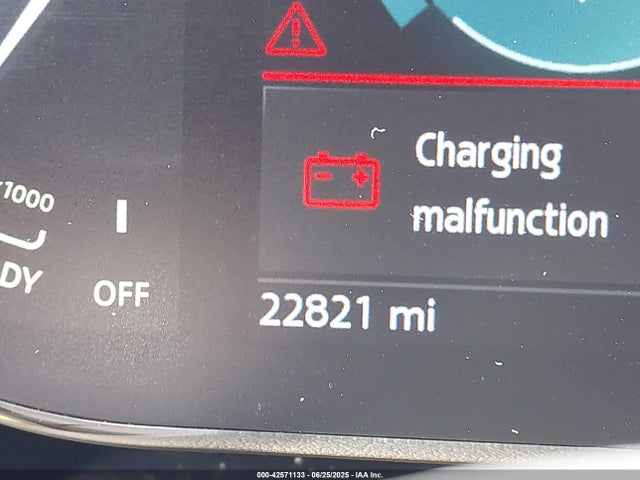 Charging
malfunction
x1000
DY
OFF
22821 mi
000-42571133 - 06/25/2025 - IAA Inc.